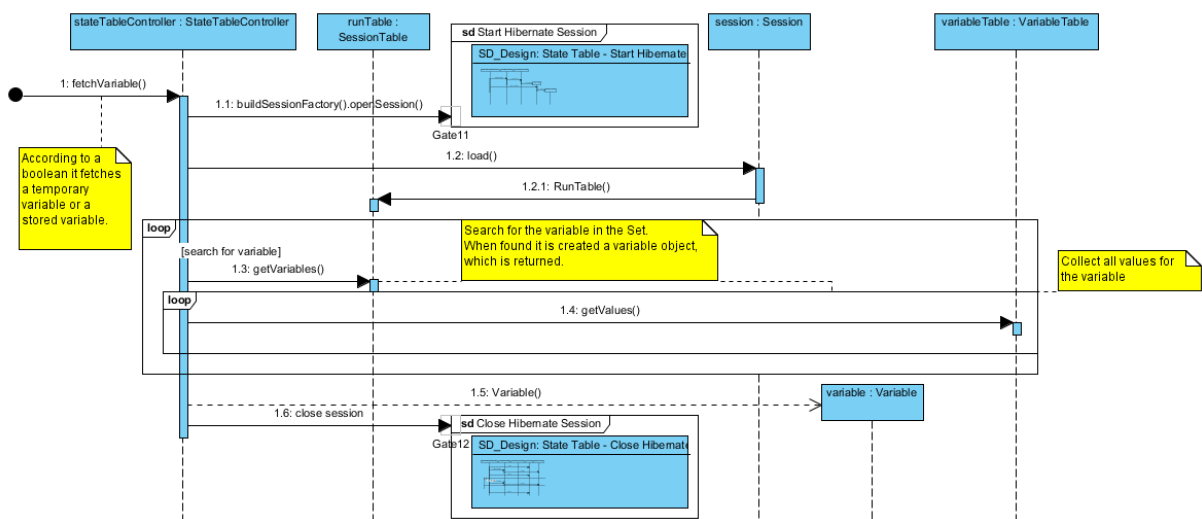 stateTableController : StateTableController
runTable :
SessionTable
sd Start Hibernate Session
SD_Design: State Table - Start Hibernate
session : Session
variableTable : VariableTable
1: fetchVariable()
1.1: buildSessionFactory().openSession()
Gate11
According to a
boolean it fetches
a temporary
variable or a
stored variable.
1.2: load()
1.2.1: RunTable()
loop
[search for variable]
Search for the variable in the Set.
When found it is created a variable object,
which is returned.
1.3: getVariables()
Collect all values for
the variable
loop
1.4: getValues()
1.5: Variable()
variable : Variable
1.6: close session
Gate12
sd Close Hibernate Session
SD_Design: State Table - Close Hibernate